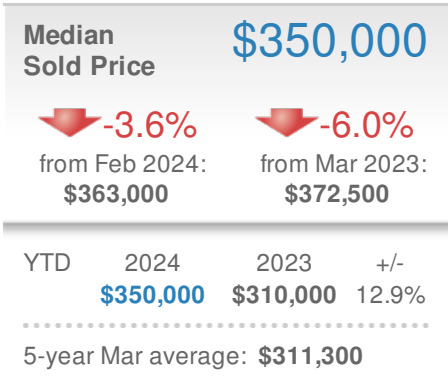 Median
Sold Price
$350,000
-3.6%
from Feb 2024:
$363,000
-6.0%
from Mar 2023:
$372,500
YTD 2024 2023 +/-
$350,000 $310,000 12.9%
5-year Mar average: $311,300